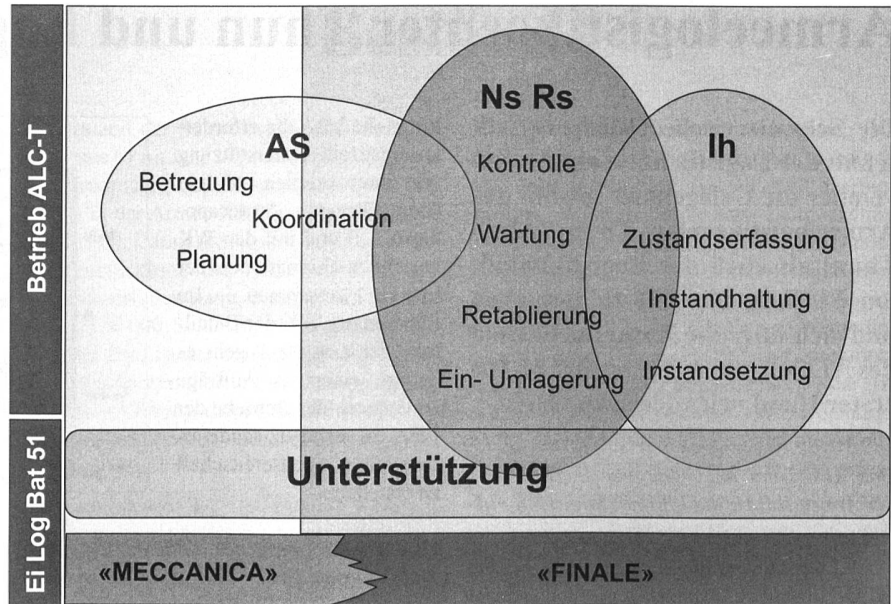 Betrieb ALC-T
Ei Log Bat 51
AS
Betreuung
Koordination
Planung
Ns Rs
Kontrolle
Wartung
Retablierung
Ein- Umlagerung
Ih
Zustandserfassung
Instandhaltung
Instandsetzung
Unterstützung
«MECCANICA»
«FINALE»